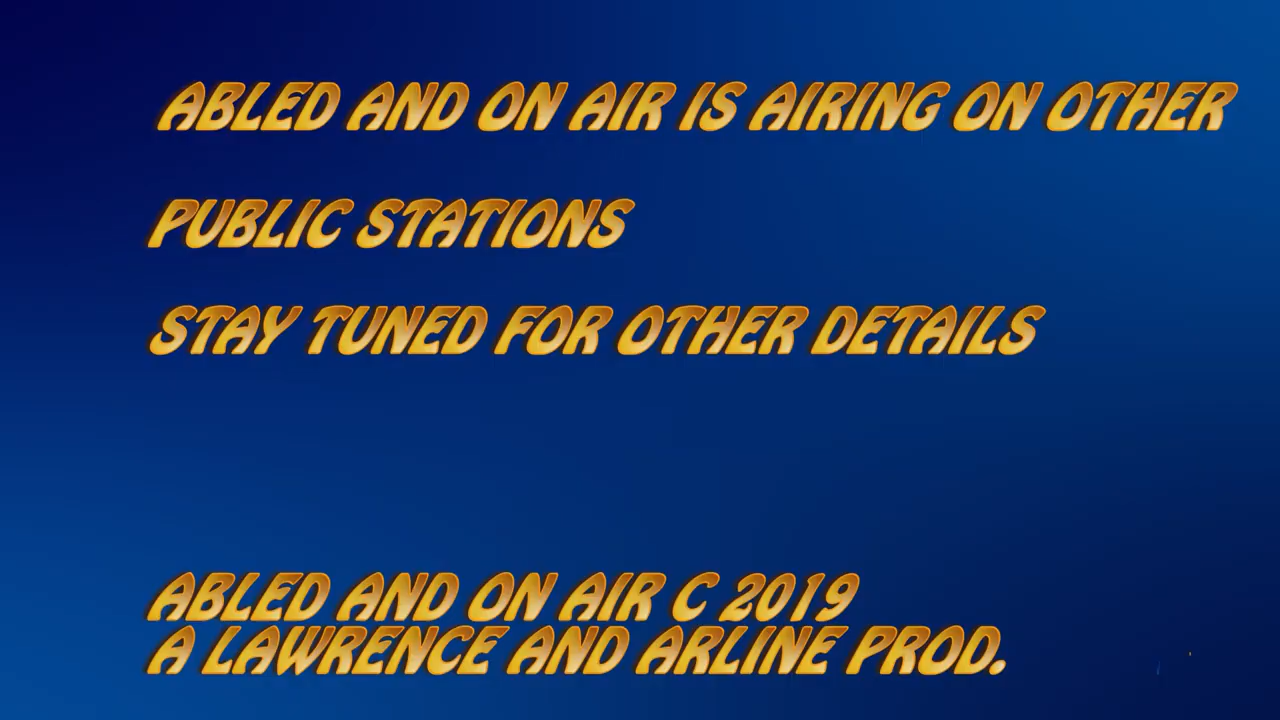 ABLED AND ON AIR IS AIRING ON OTHER
PUBLIC STATIONS
STAY TUNED FOR OTHER DETAILS
ABLED AND ON AIR C 2019
A LAWRENCE AND ARLINE PROD.